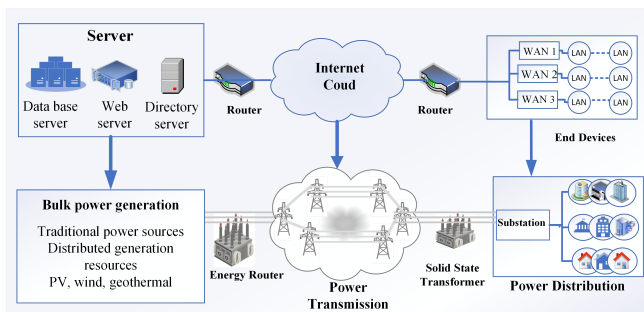 Server
Data base
server
Web
server
Directory
server
Router
Internet
Coud
Router
WAN 1
LAN
LAN
WAN 2
LAN
LAN
WAN 3
LAN
LAN
End Devices
Bulk power generation
Traditional power sources
Distributed generation
resources
PV, wind, geothermal
Energy Router
Power
Transmission
Solid State
Transformer
Substation
Power Distribution